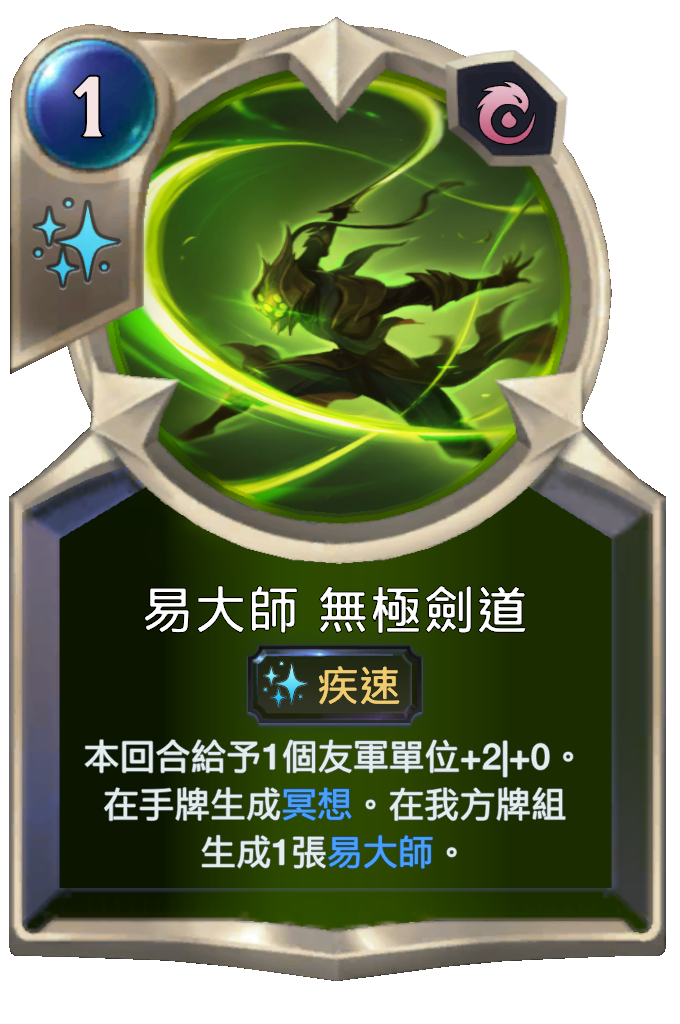 1
易大師 無極劍道
疾速
本回合給予1個友軍單位+2|+0。
在手牌生成冥想。在我方牌組
生成1張易大師。